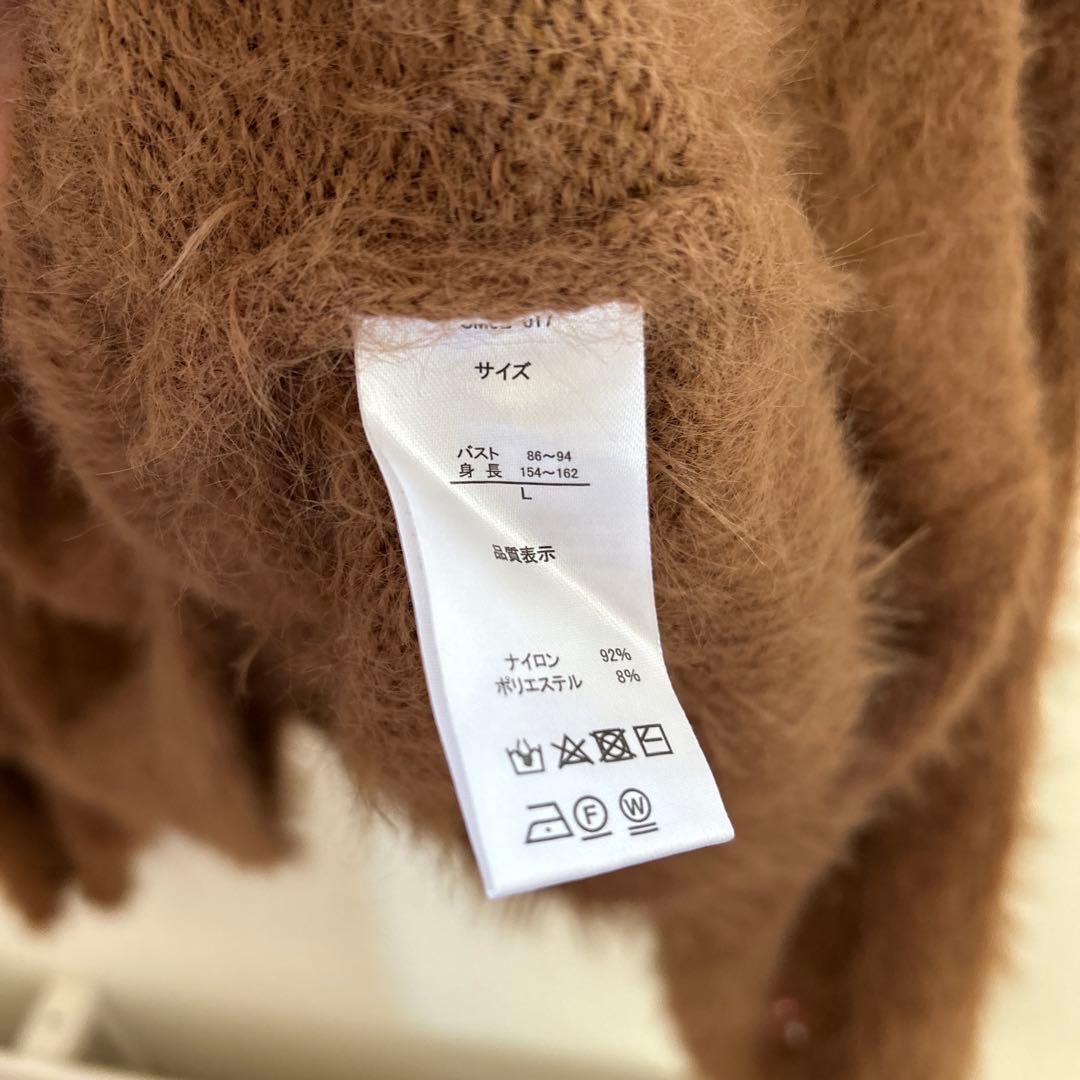 サイズ
バスト 86～94
身長 154～162
L
品質表示
ナイロン 92%
ポリエステル 8%
F W